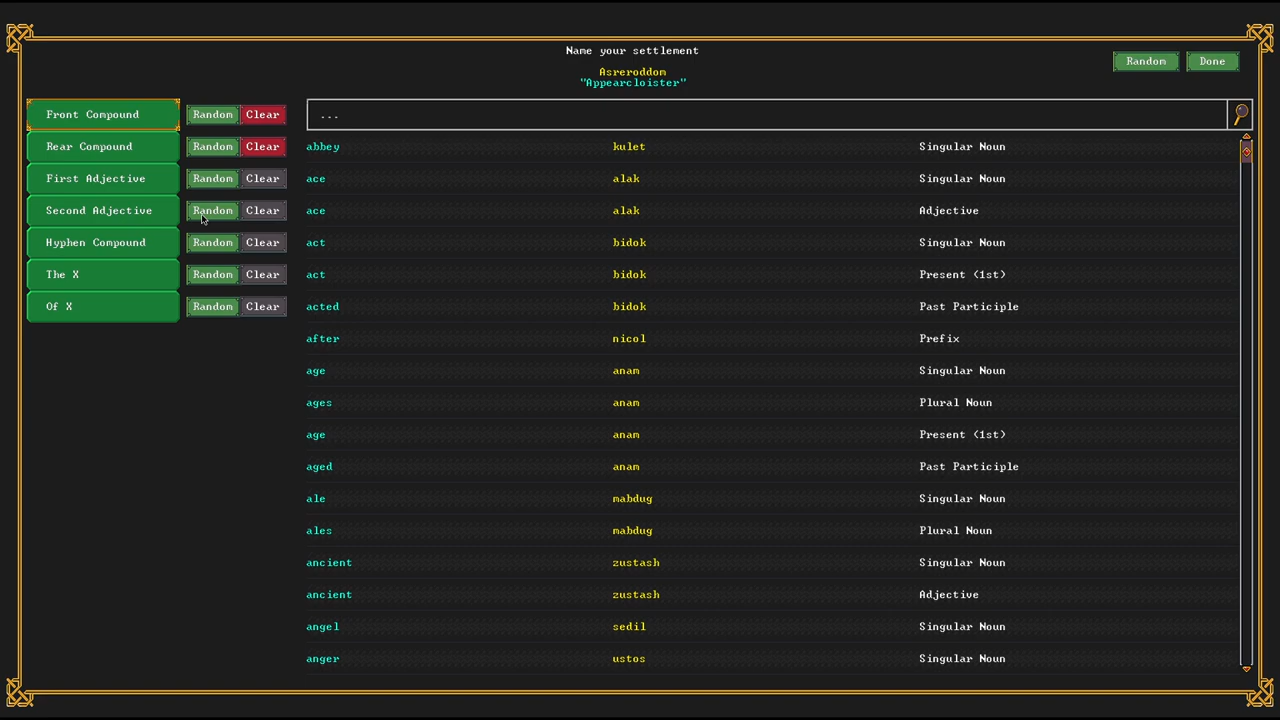 Name your settlement
Asreroddom
"Appearcloister"
Random Done
Front Compound Random Clear ...
Rear Compound Random Clear abbey kulet Singular Noun
First Adjective Random Clear ace alak Singular Noun
Second Adjective Random Clear ace alak Adjective
Hyphen Compound Random Clear act bidok Singular Noun
The X Random Clear act bidok Present (1st)
Of X Random Clear acted bidok Past Participle
after nicol Prefix
age anam Singular Noun
ages anam Plural Noun
age anam Present (1st)
aged anam Past Participle
ale mabdug Singular Noun
ales mabdug Plural Noun
ancient zustash Singular Noun
ancient zustash Adjective
angel sedil Singular Noun
anger ustos Singular Noun